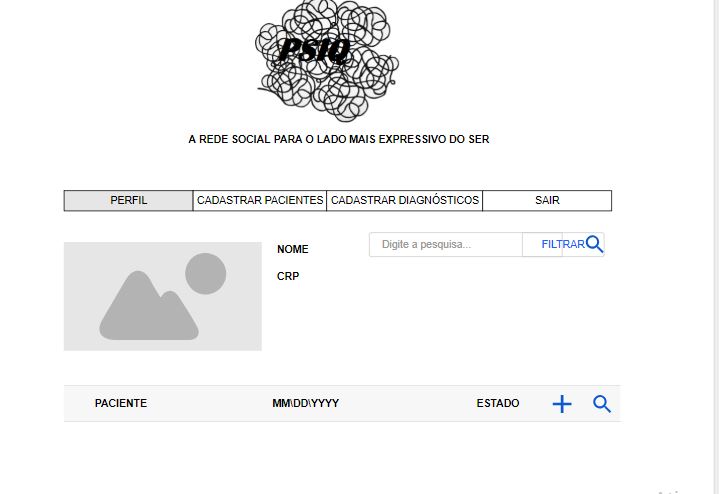 PSIQ
A REDE SOCIAL PARA O LADO MAIS EXPRESSIVO DO SER
PERFIL CADASTRAR PACIENTES CADASTRAR DIAGNÓSTICOS SAIR
NOME Digite a pesquisa... FILTRAR
CRP
PACIENTE MM\DD\YYYY ESTADO